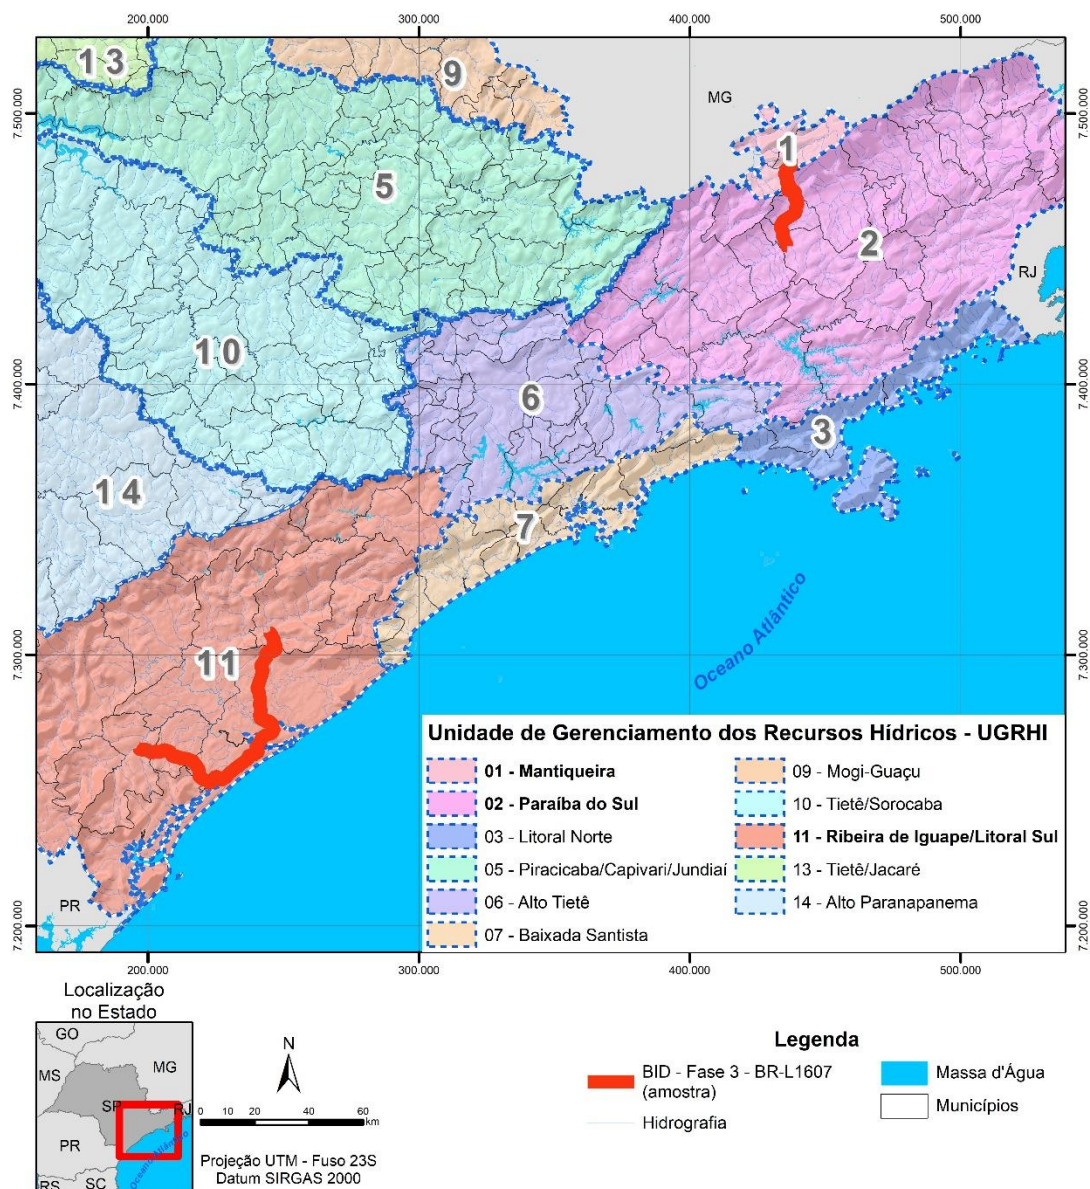 200.000 300.000 400.000 500.000
13
9
MG
7.500.000
7.500.000
1
5
2
RJ
10
7.400.000
7.400.000
6
3
14
7
Oceano Atlântico
7.300.000
7.300.000
11
Unidade de Gerenciamento dos Recursos Hídricos - UGRHI
01 - Mantiqueira
02 - Paraíba do Sul
03 - Litoral Norte
05 - Piracicaba/Capivari/Jundiaí
06 - Alto Tietê
07 - Baixada Santista
09 - Mogi-Guaçu
10 - Tietê/Sorocaba
11 - Ribeira de Iguape/Litoral Sul
13 - Tietê/Jacaré
14 - Alto Paranapanema
PR
7.200.000
7.200.000
200.000 300.000 400.000 500.000
Localização
no Estado
GO
MS
MG
SP
RJ
PR
Oceano Atlântico
SC
RS
N
0 10 20 40 60
km
Projeção UTM - Fuso 23S
Datum SIRGAS 2000
Legenda
BID - Fase 3 - BR-L1607
(amostra)
Hidrografia
Massa d'Água
Municípios